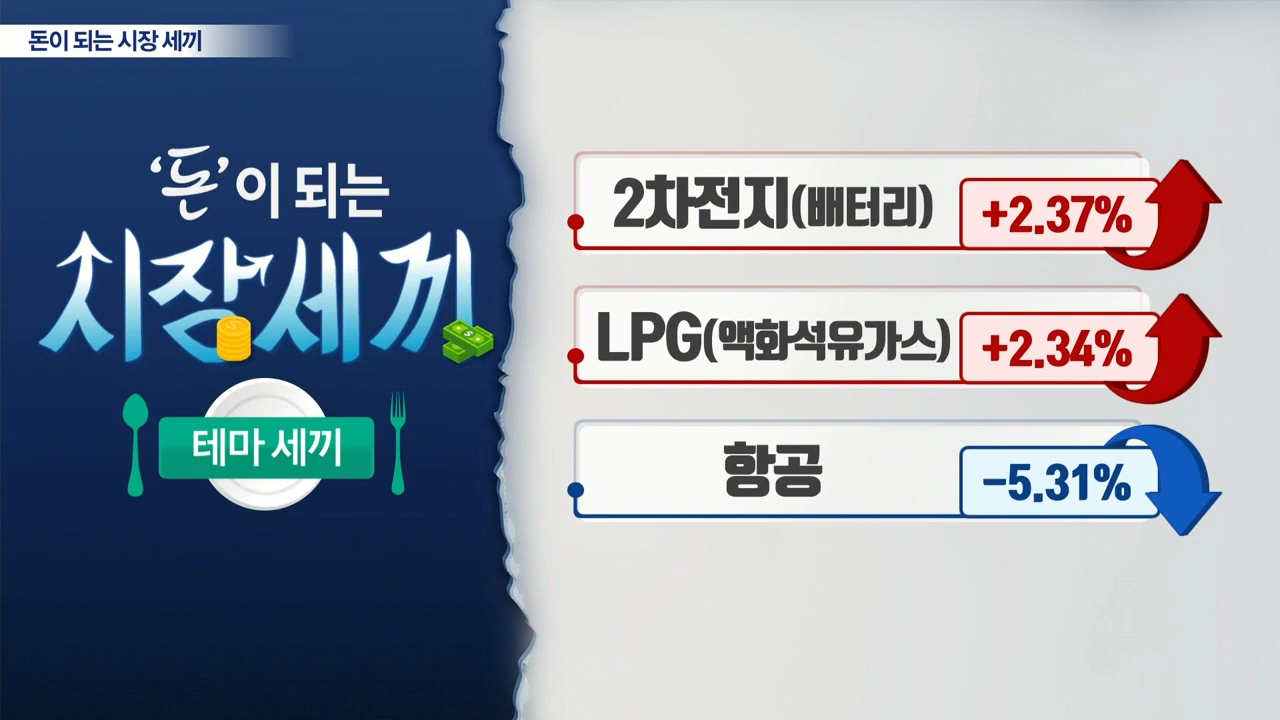 돈이 되는 시장 세끼
‘돈’이 되는
시장세끼
테마 세끼
2차전지(배터리) +2.37%
LPG(액화석유가스) +2.34%
항공 -5.31%